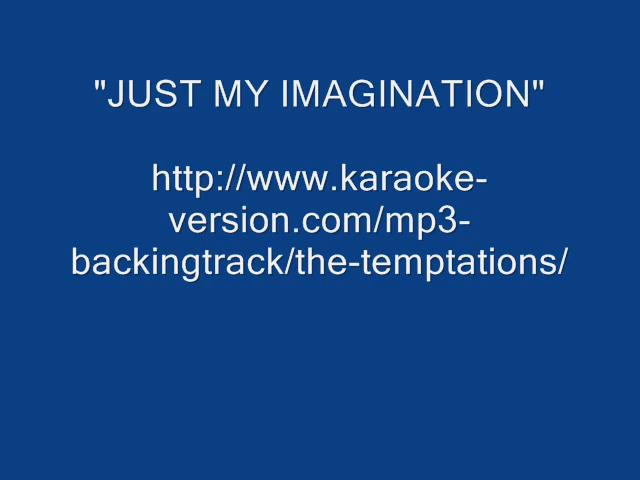 "JUST MY IMAGINATION"
http://www.karaoke-
version.com/mp3-
backingtrack/the-temptations/